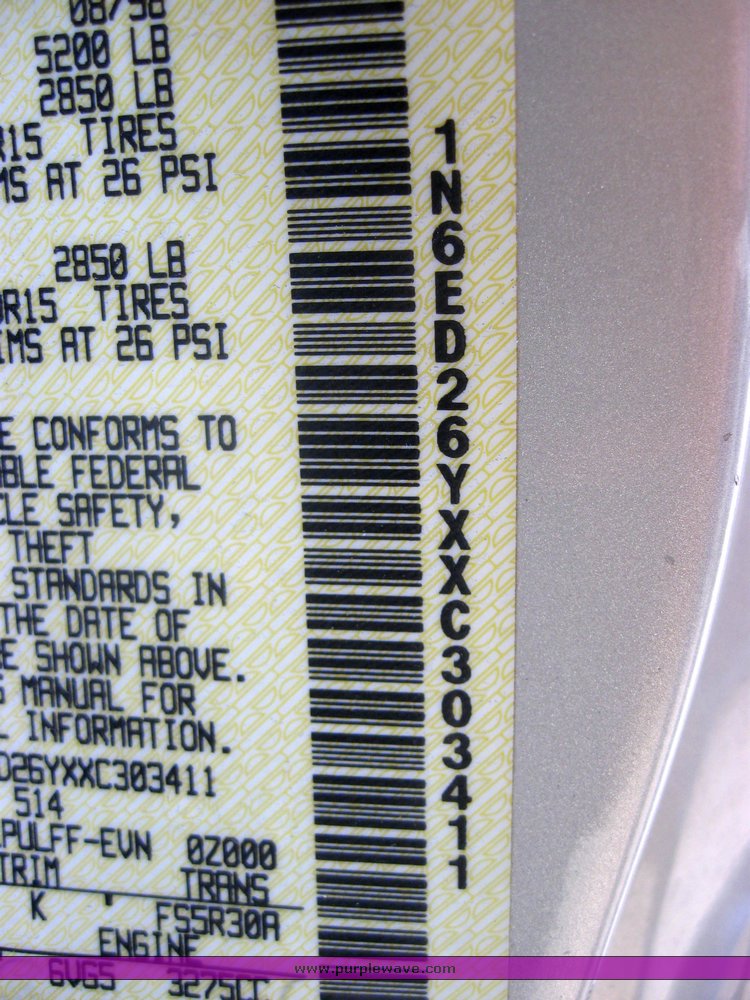 08/98
5200 LB
2850 LB
R15 TIRES
MS AT 26 PSI
2850 LB
R15 TIRES
IMS AT 26 PSI
E CONFORMS TO
ABLE FEDERAL
CLE SAFETY,
THEFT
STANDARDS IN
THE DATE OF
E SHOWN ABOVE.
S MANUAL FOR
L INFORMATION.
D26YXXC303411
514
LPULFF-EVN 0Z000
TRIM TRANS
K FS5R30A
ENGINE
6VG5 3275CC
1N6ED26YXXC303411
www.purplewave.com